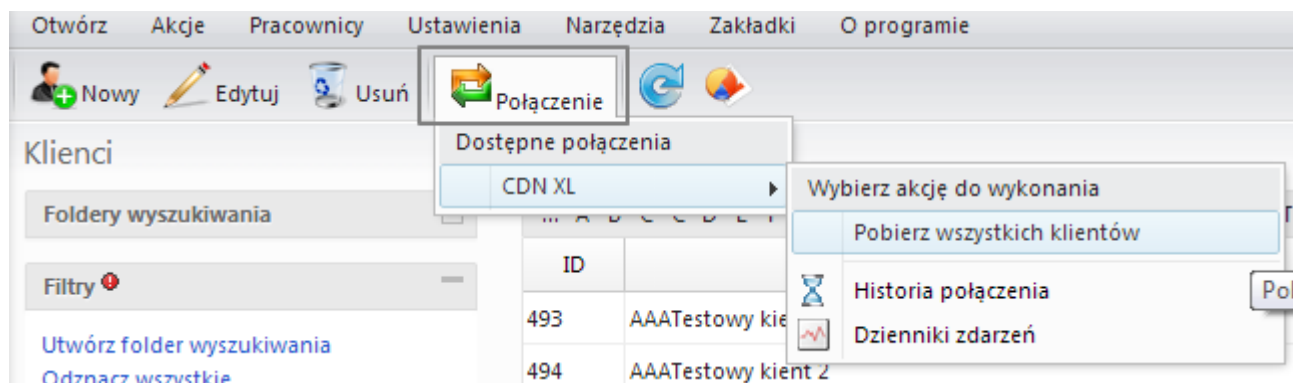 Otwórz Akcje Pracownicy Ustawienia Narzędzia Zakładki O programie
Nowy Edytuj Usuń Połączenie
Klienci
Dostępne połączenia
CDN XL
Wybierz akcję do wykonania
Pobierz wszystkich klientów
Historia połączenia
Dzienniki zdarzeń
Foldery wyszukiwania
Filtry
Utwórz folder wyszukiwania
Odznacz wszystkie
ID
493 AAATestowy
494 AAATestowy kient 2